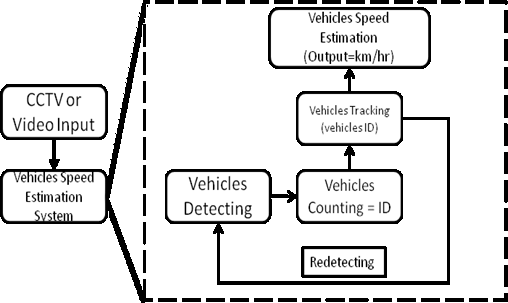 CCTV or
Video Input
Vehicles Speed
Estimation
System
Vehicles Speed
Estimation
(Output=km/hr)
Vehicles Tracking
(vehicles ID)
Vehicles
Detecting
Vehicles
Counting = ID
Redetecting